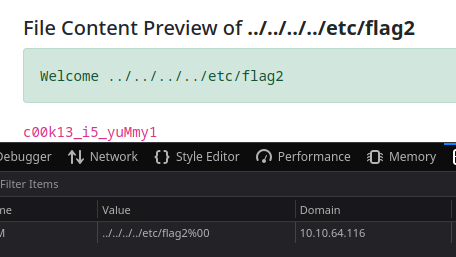 File Content Preview of ../../../../etc/flag2
Welcome ../../../../etc/flag2
c00k13_i5_yuMmy1
Debugger Network Style Editor Performance Memory
Filter Items
me Value Domain
M ../../../../etc/flag2%00 10.10.64.116